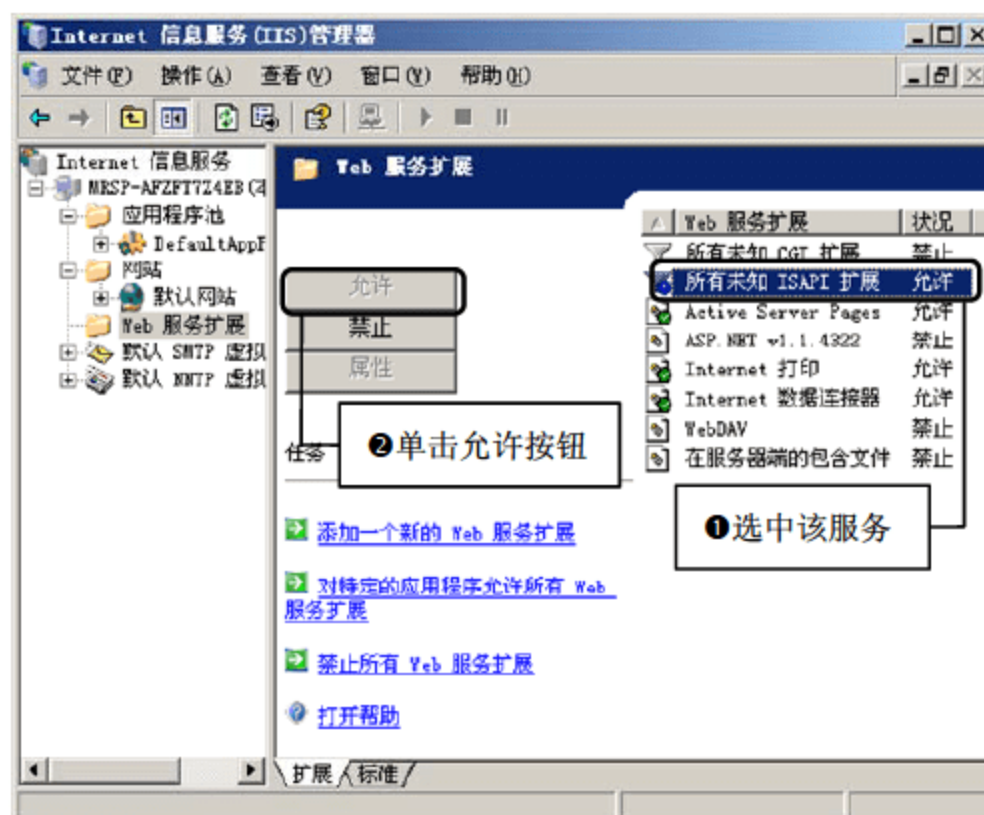 Internet 信息服务(IIS)管理器
文件(F) 操作(A) 查看(V) 窗口(W) 帮助(H)
Internet 信息服务
MRSP-AFZFT7Z4EB(本
应用程序池
DefaultAppP
网站
默认网站
Web 服务扩展
默认 SMTP 虚拟
默认 NNTP 虚拟
Web 服务扩展
允许
禁止
属性
任务
❷单击允许按钮
添加一个新的 Web 服务扩展
对特定的应用程序允许所有 Web
服务扩展
禁止所有 Web 服务扩展
打开帮助
Web 服务扩展 状况
所有未知 CGI 扩展 禁止
所有未知 ISAPI 扩展 允许
Active Server Pages 允许
ASP.NET v1.1.4322 禁止
Internet 打印 允许
Internet 数据连接器 允许
WebDAV 禁止
在服务器端的包含文件 禁止
❶选中该服务
扩展 标准